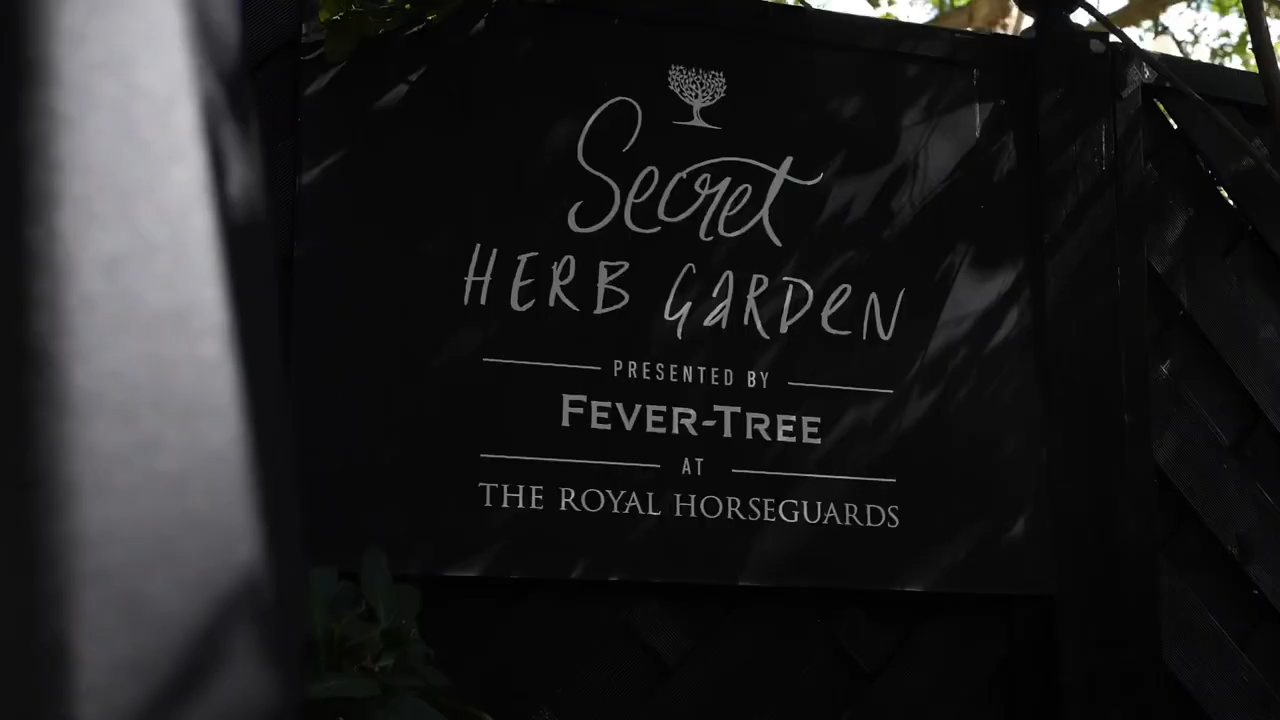 Secret
HERB GaRDeN
PRESENTED BY
FEVER-TREE
AT
THE ROYAL HORSEGUARDS